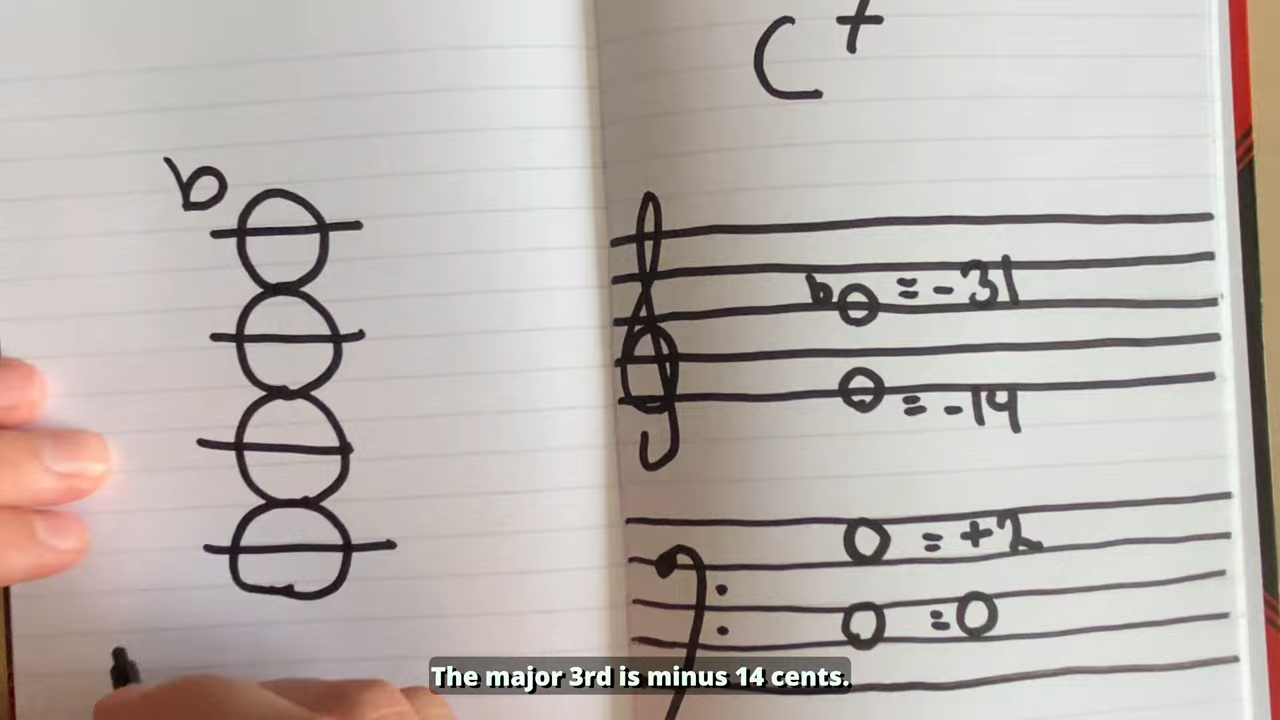 C7
b
b = -31
= -14
= +2
= 0
The major 3rd is minus 14 cents.